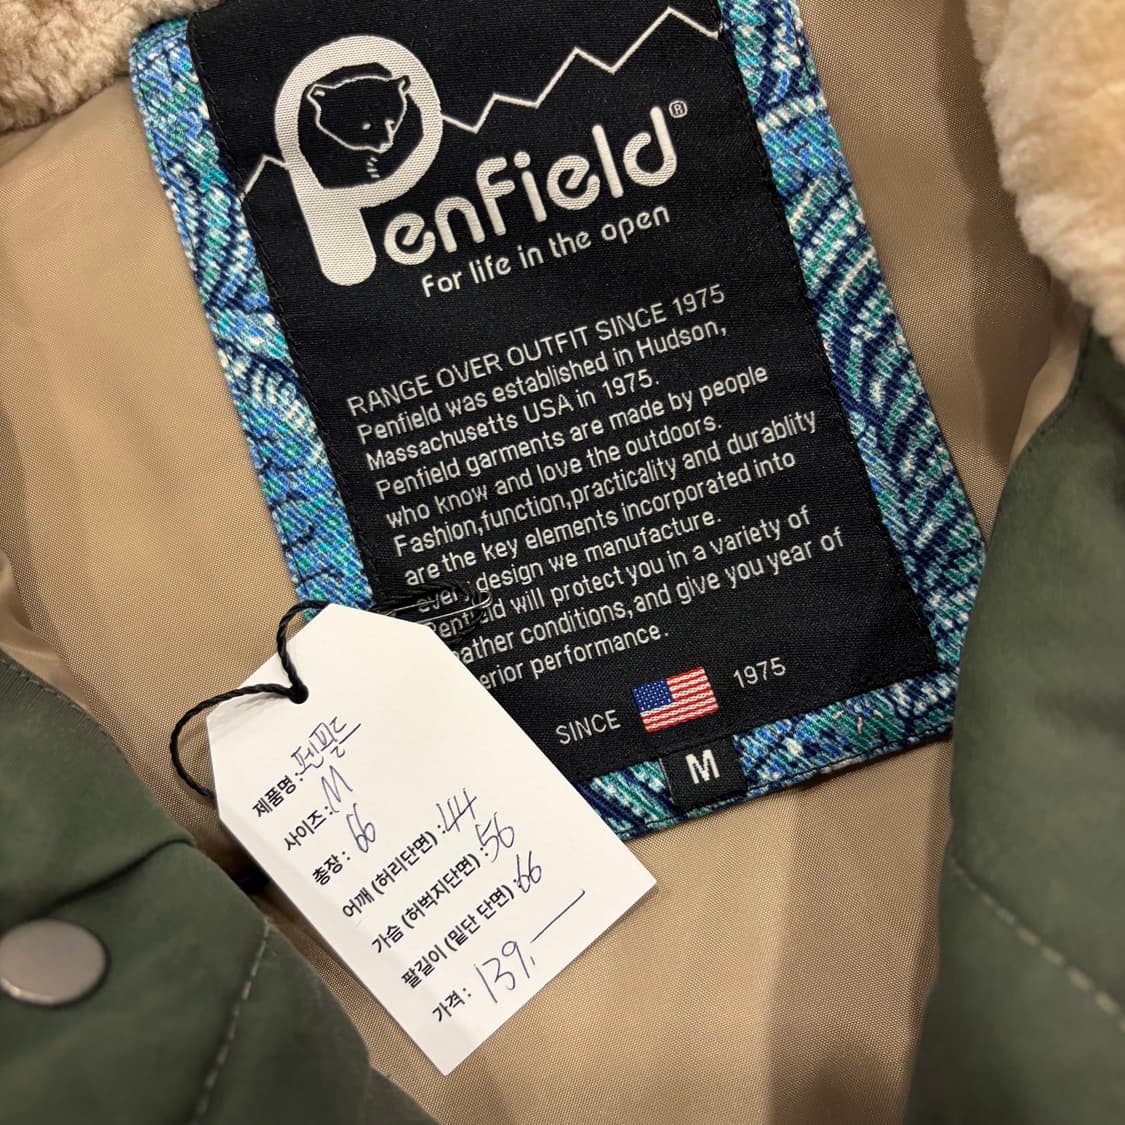 Penfield®
For life in the open
RANGE OVER OUTFIT SINCE 1975
Penfield was established in Hudson,
Massachusetts USA in 1975.
Penfield garments are made by people
who know and love the outdoors.
Fashion,function,practicality and durablity
are the key elements incorporated into
every design we manufacture.
Penfield will protect you in a variety of
ather conditions,and give you year of
erior performance.
SINCE 1975
M
제품명: 펜필드
사이즈: M
총장: 66
어깨 (허리단면) : 44
가슴 (허벅지단면) : 56
팔길이 (밑단 단면) : 66
가격: 139,—